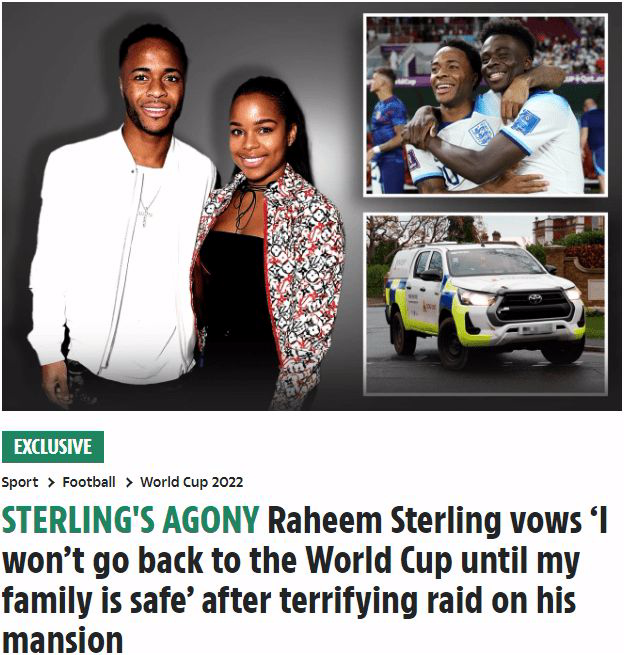 EXCLUSIVE
Sport > Football > World Cup 2022
STERLING'S AGONY Raheem Sterling vows ‘I
won’t go back to the World Cup until my
family is safe’ after terrifying raid on his
mansion